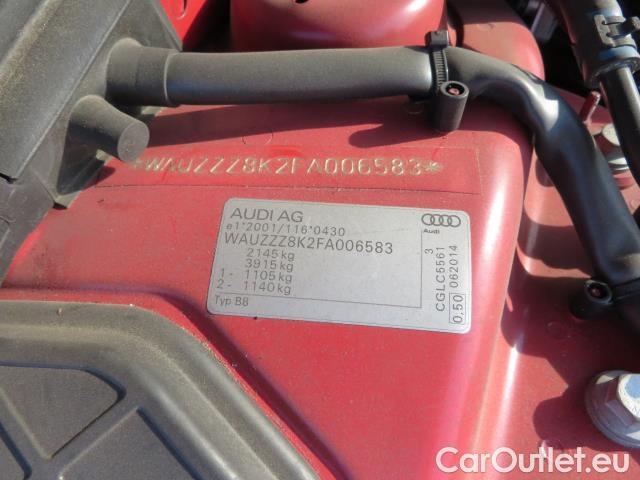 *WAUZZZ8K2FA006583*
AUDI AG
e1*2001/116*0430
WAUZZZ8K2FA006583
2145kg
3915kg
1- 1105kg
2- 1140kg
Typ B8
Audi
3
CGLC5561
0,50 062014
CarOutlet.eu